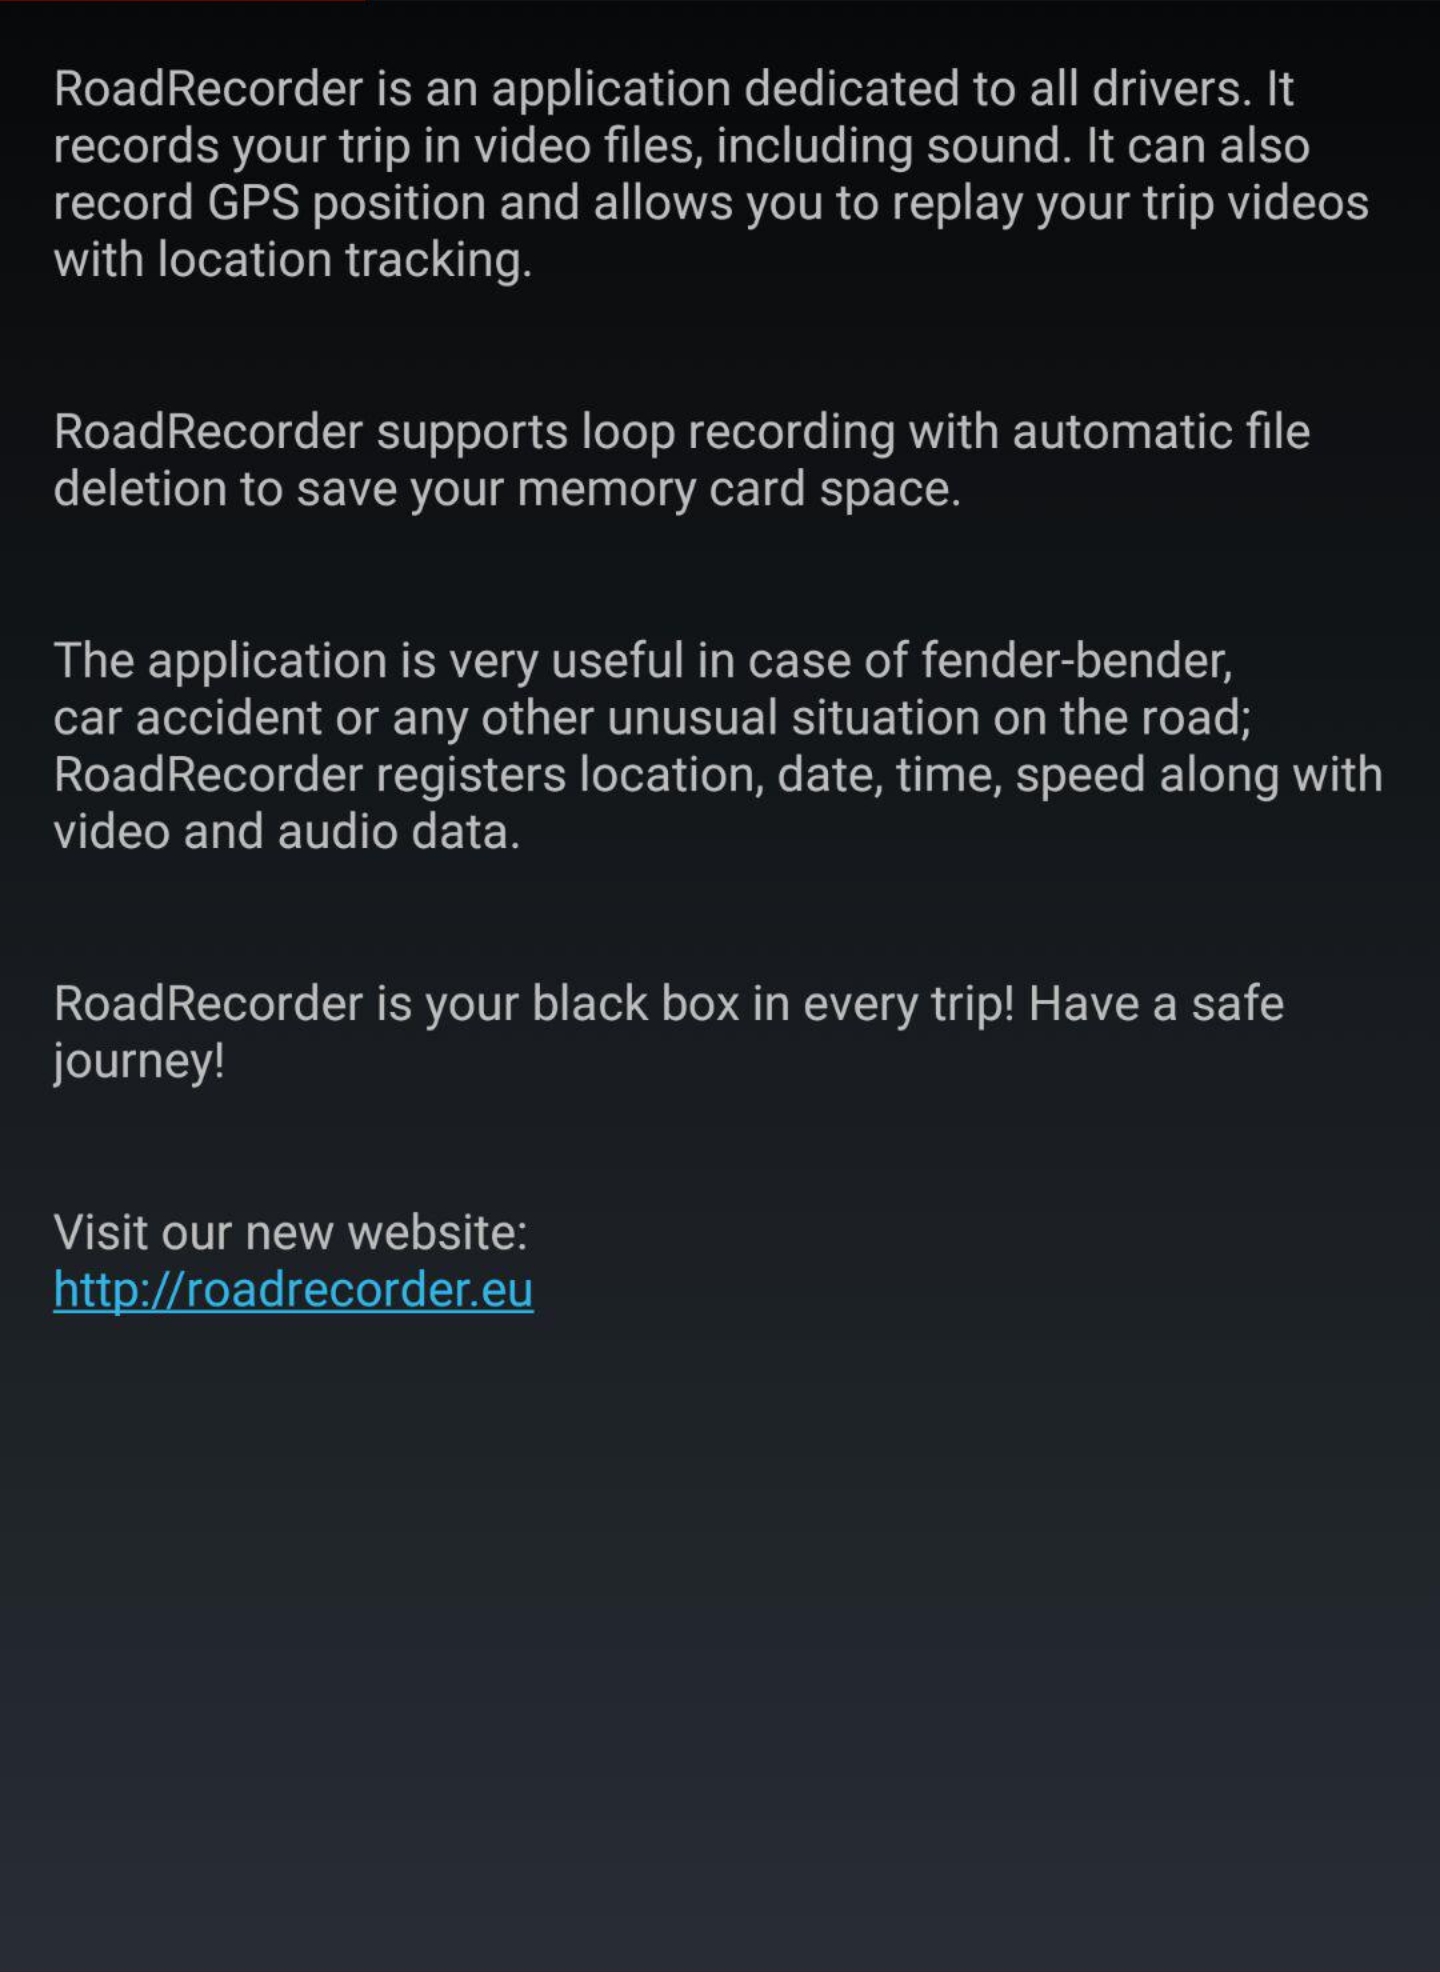 RoadRecorder is an application dedicated to all drivers. It
records your trip in video files, including sound. It can also
record GPS position and allows you to replay your trip videos
with location tracking.
RoadRecorder supports loop recording with automatic file
deletion to save your memory card space.
The application is very useful in case of fender-bender,
car accident or any other unusual situation on the road;
RoadRecorder registers location, date, time, speed along with
video and audio data.
RoadRecorder is your black box in every trip! Have a safe
journey!
Visit our new website:
http://roadrecorder.eu